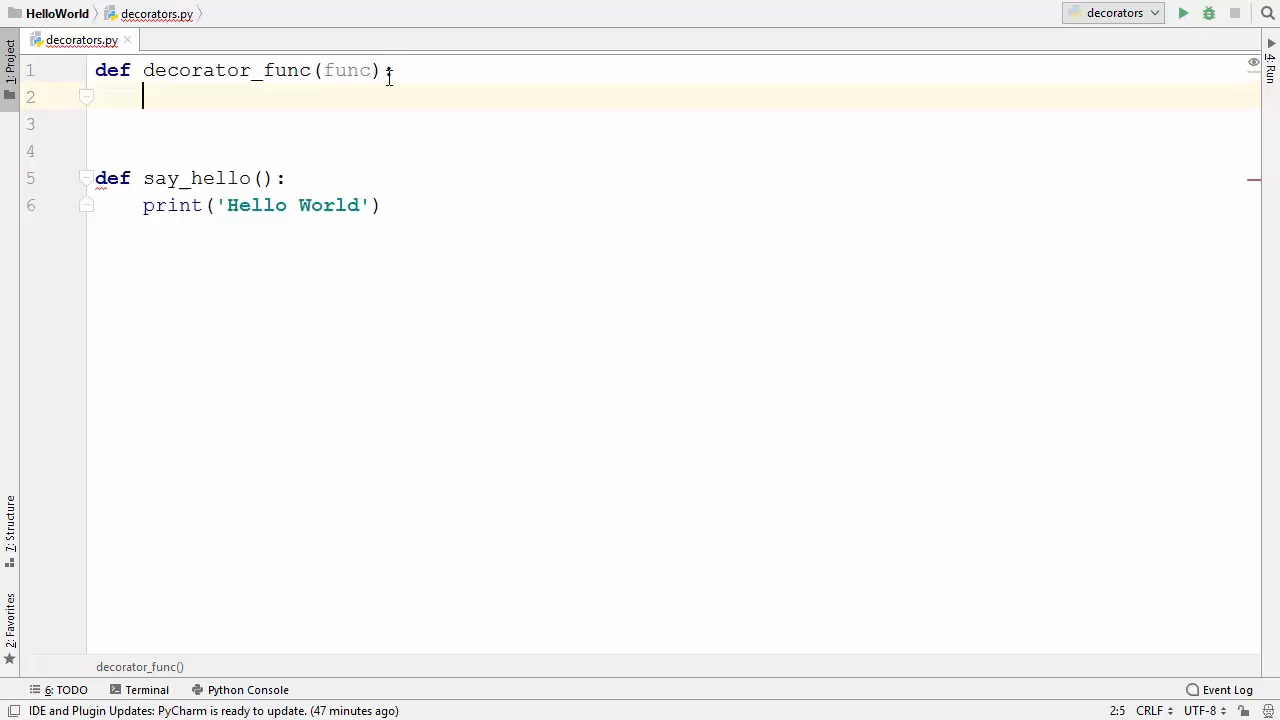 HelloWorld decorators.py decorators
decorators.py
1: Project
4: Run
1 def decorator_func(func):
2
3
4
5 def say_hello():
6 print('Hello World')
7: Structure
2: Favorites
decorator_func()
6: TODO Terminal Python Console Event Log
IDE and Plugin Updates: PyCharm is ready to update. (47 minutes ago) 2:5 CRLF UTF-8